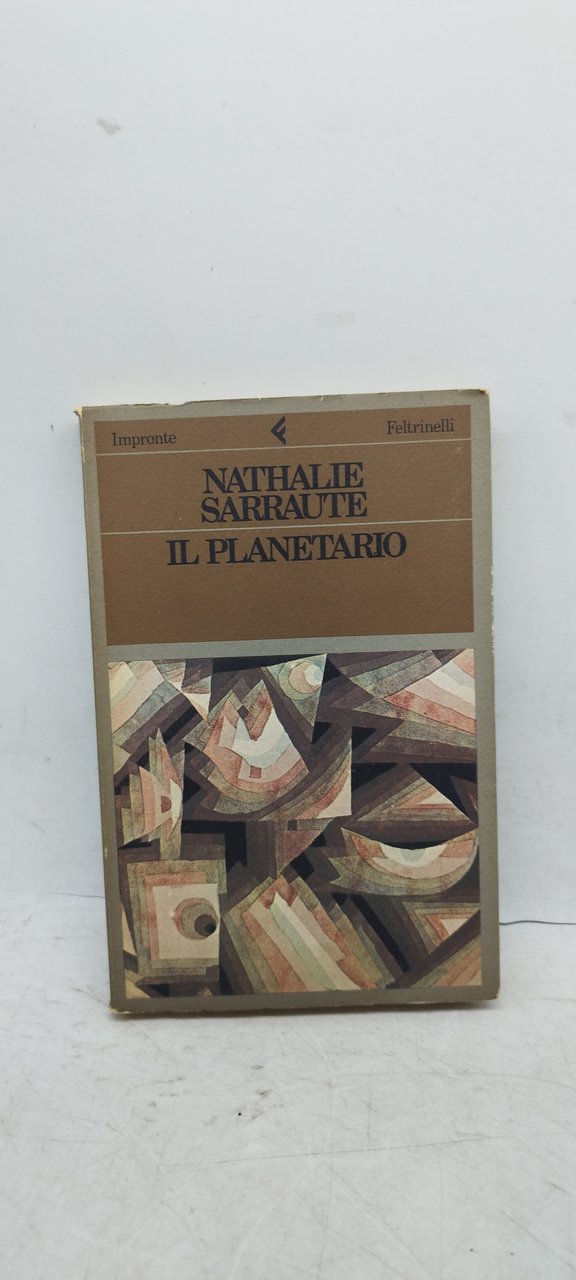 Impronte Feltrinelli
NATHALIE
SARRAUTE
IL PLANETARIO